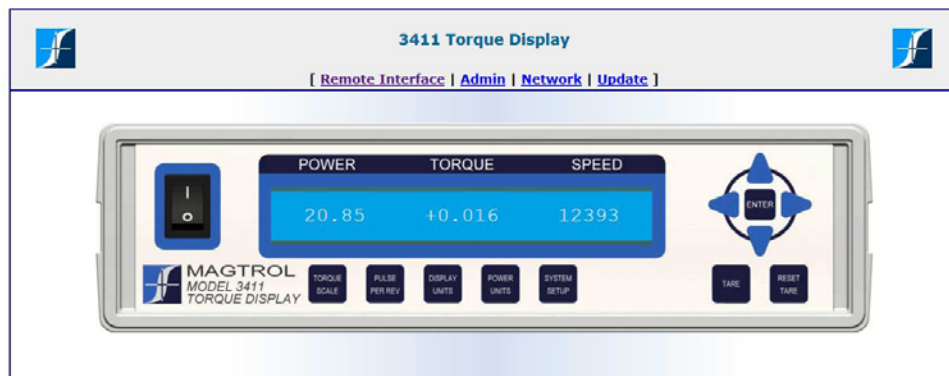 3411 Torque Display
[ Remote Interface | Admin | Network | Update ]
POWER TORQUE SPEED
20.85 +0.016 12393
ENTER
MAGTROL
MODEL 3411
TORQUE DISPLAY
TORQUE
SCALE
PULSE
PER REV
DISPLAY
UNITS
POWER
UNITS
SYSTEM
SETUP
TARE
RESET
TARE